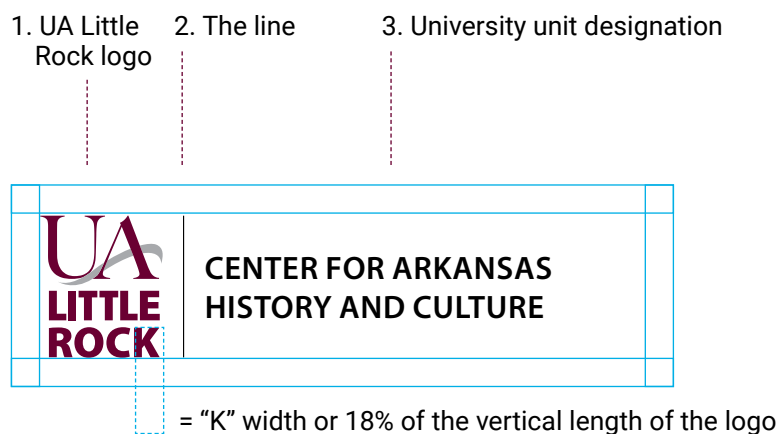 1. UA Little
Rock logo
2. The line
3. University unit designation
UA
LITTLE
ROCK
CENTER FOR ARKANSAS
HISTORY AND CULTURE
= “K” width or 18% of the vertical length of the logo